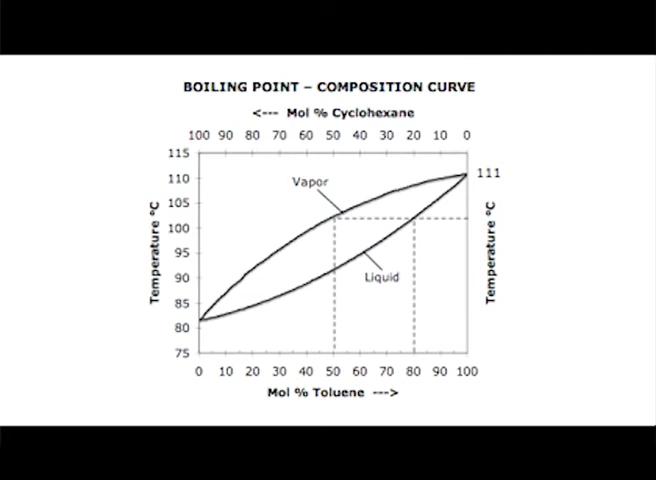 BOILING POINT – COMPOSITION CURVE
<--- Mol % Cyclohexane
100 90 80 70 60 50 40 30 20 10 0
115
110
105
100
95
90
85
80
75
Temperature °C
Vapor
Liquid
111
Temperature °C
0 10 20 30 40 50 60 70 80 90 100
Mol % Toluene --->